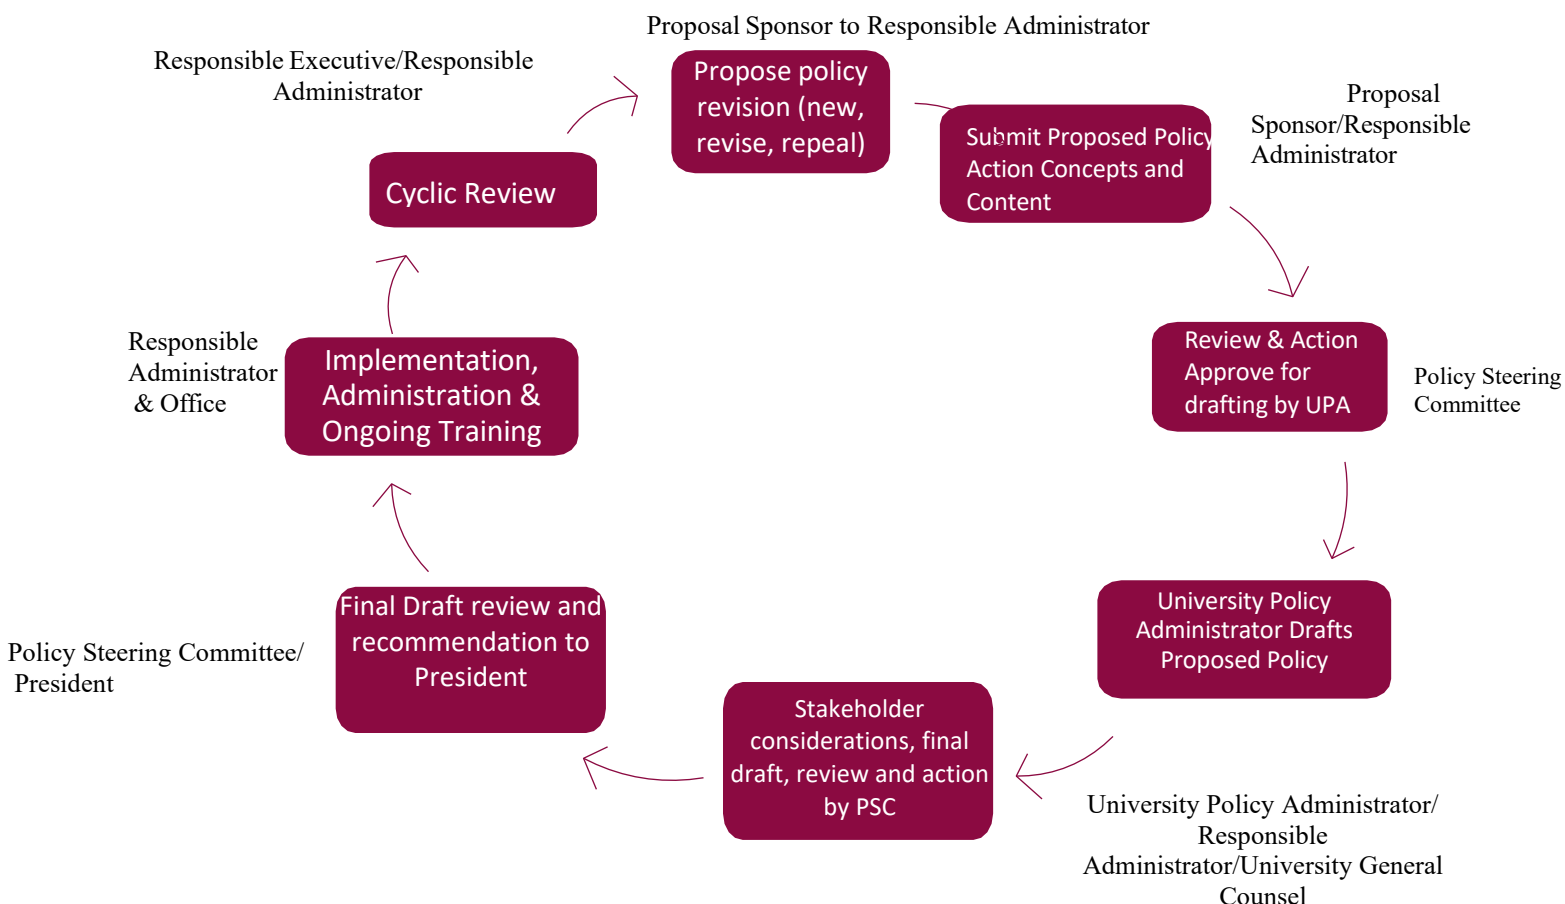 Proposal Sponsor to Responsible Administrator
Propose policy
revision (new,
revise, repeal)
Submit Proposed Policy
Action Concepts and
Content
Proposal
Sponsor/Responsible
Administrator
Review & Action
Approve for
drafting by UPA
Policy Steering
Committee
University Policy
Administrator Drafts
Proposed Policy
University Policy Administrator/
Responsible
Administrator/University General
Counsel
Stakeholder
considerations, final
draft, review and action
by PSC
Final Draft review and
recommendation to
President
Policy Steering Committee/
President
Implementation,
Administration &
Ongoing Training
Responsible
Administrator
& Office
Cyclic Review
Responsible Executive/Responsible
Administrator